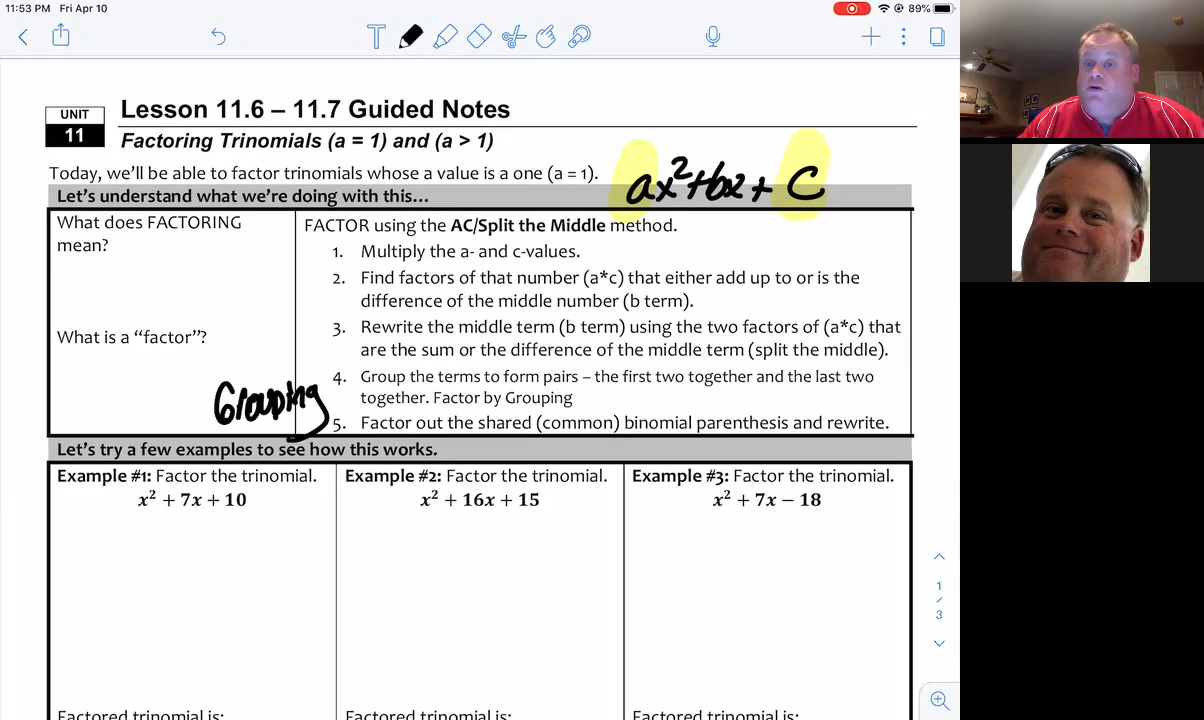 11:53 PM Fri Apr 10
89%
UNIT
11
Lesson 11.6 – 11.7 Guided Notes
Factoring Trinomials (a = 1) and (a > 1)
Today, we'll be able to factor trinomials whose a value is a one (a = 1).
ax² + bx + c
Let's understand what we're doing with this...
What does FACTORING
mean?
What is a “factor”?
Grouping
FACTOR using the AC/Split the Middle method.
1. Multiply the a- and c-values.
2. Find factors of that number (a*c) that either add up to or is the
difference of the middle number (b term).
3. Rewrite the middle term (b term) using the two factors of (a*c) that
are the sum or the difference of the middle term (split the middle).
4. Group the terms to form pairs – the first two together and the last two
together. Factor by Grouping
5. Factor out the shared (common) binomial parenthesis and rewrite.
Let's try a few examples to see how this works.
Example #1: Factor the trinomial.
x² + 7x + 10
Factored trinomial is:
Example #2: Factor the trinomial.
x² + 16x + 15
Factored trinomial is:
Example #3: Factor the trinomial.
x² + 7x − 18
Factored trinomial is:
1
/
3